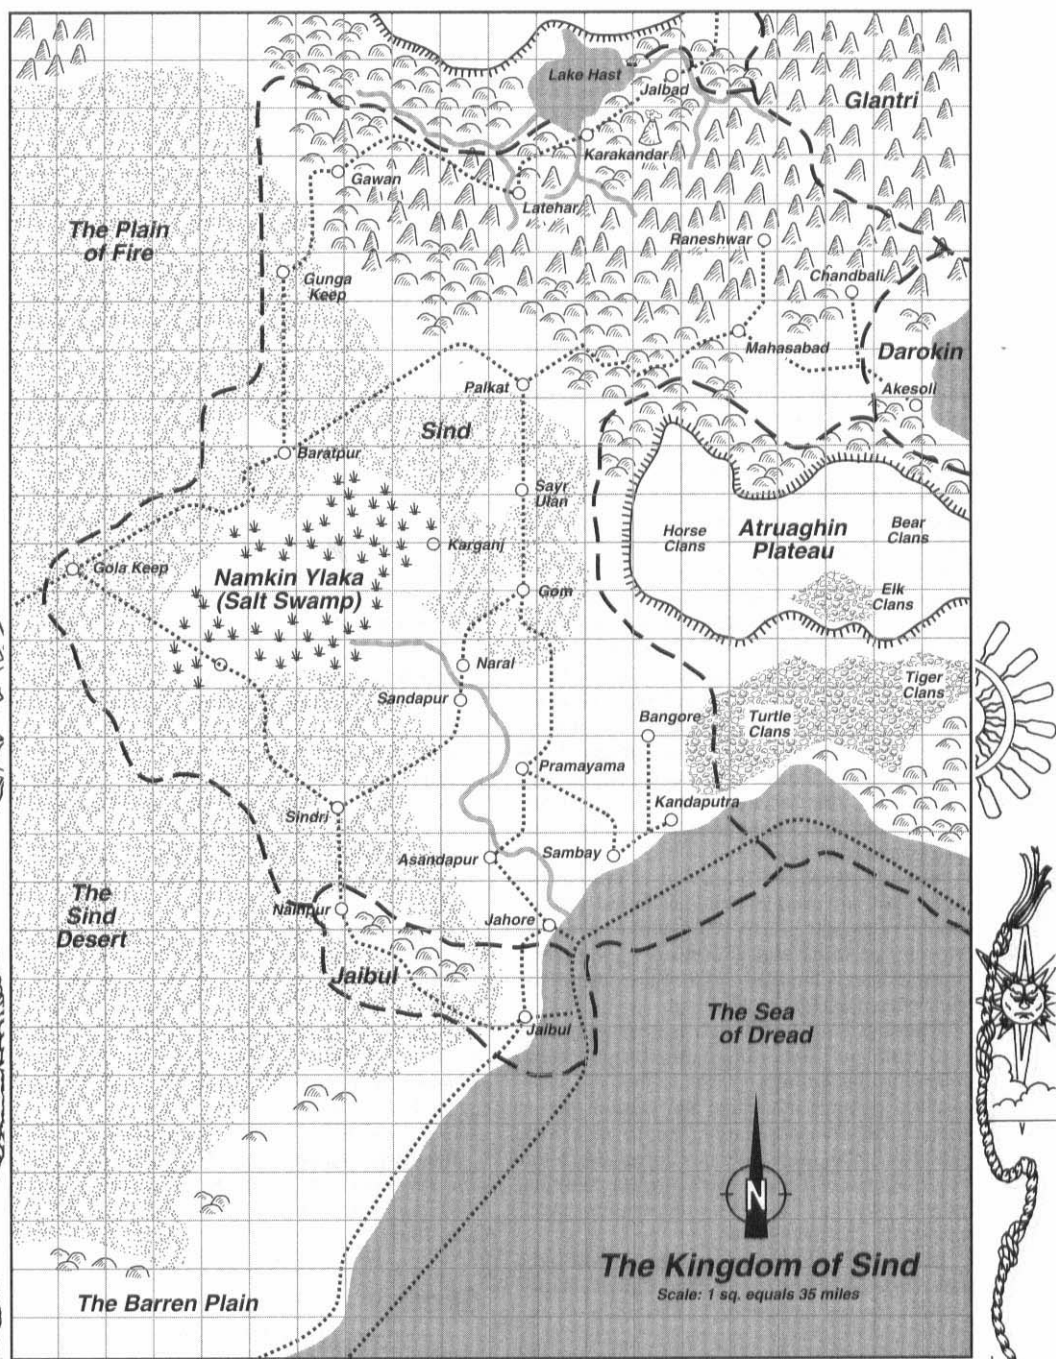 Lake Hast
Jalbad
Glantri
Karakandar
Gawan
Latehar
The Plain
of Fire
Raneshwar
Gunga
Keep
Chandbali
Mahasabad
Darokin
Palkat
Akesoli
Sind
Baratpur
Sayr
Ulan
Horse
Clans
Atruaghin
Plateau
Bear
Clans
Karganj
Gola Keep
Namkin Ylaka
(Salt Swamp)
Gom
Elk
Clans
Naral
Sandapur
Tiger
Clans
Bangore
Turtle
Clans
Pramayama
Kandaputra
Sindri
Asandapur
Sambay
The
Sind
Desert
Nainpur
Jahore
Jaibul
Jaibul
The Sea
of Dread
N
The Kingdom of Sind
Scale: 1 sq. equals 35 miles
The Barren Plain